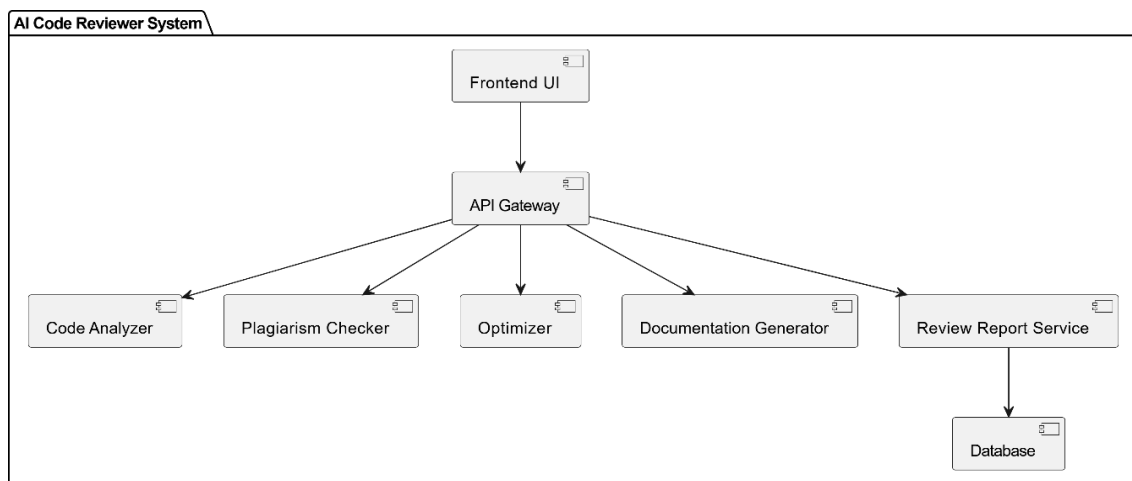 AI Code Reviewer System
Frontend UI
API Gateway
Code Analyzer
Plagiarism Checker
Optimizer
Documentation Generator
Review Report Service
Database